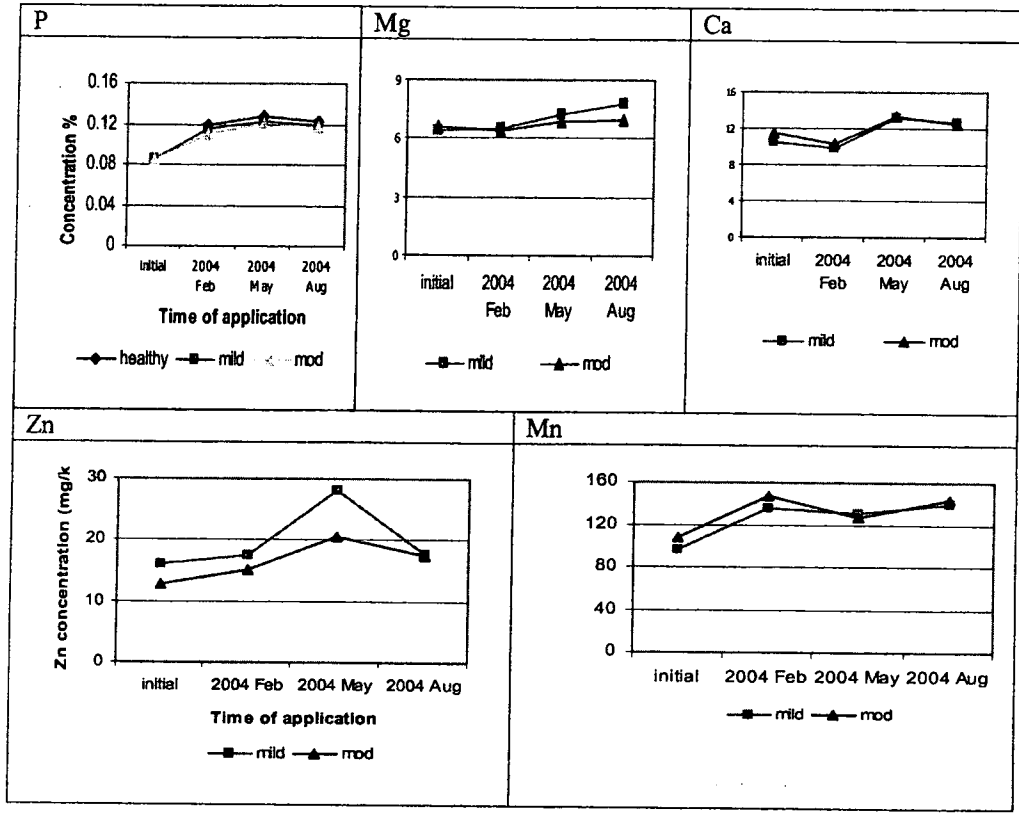 P
Concentration %
0.16
0.12
0.08
0.04
0
initial 2004 2004 2004
Feb May Aug
Time of application
healthy mild mod
Mg
9
6
3
0
initial 2004 2004 2004
Feb May Aug
mild mod
Ca
16
12
8
4
0
initial 2004 2004 2004
Feb May Aug
mild mod
Zn
Zn concentration (mg/k
30
20
10
0
initial 2004 Feb 2004 May 2004 Aug
Time of application
mild mod
Mn
160
120
80
40
0
initial 2004 Feb 2004 May 2004 Aug
mild mod